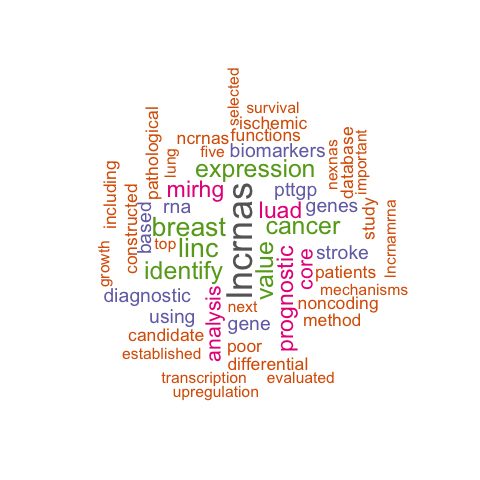 selected
survival
ischemic
pathological
ncrnas
functions
five
biomarkers
lung
expression
nexnas
database
important
including
mirhg
pttgp
rna
luad
genes
study
constructed
based
breast
lncrnas
cancer
lncrnamrna
top
linc
value
prognostic
core
stroke
growth
identify
patients
diagnostic
analysis
mechanisms
next
noncoding
using
gene
method
candidate
poor
established
differential
transcription
evaluated
upregulation